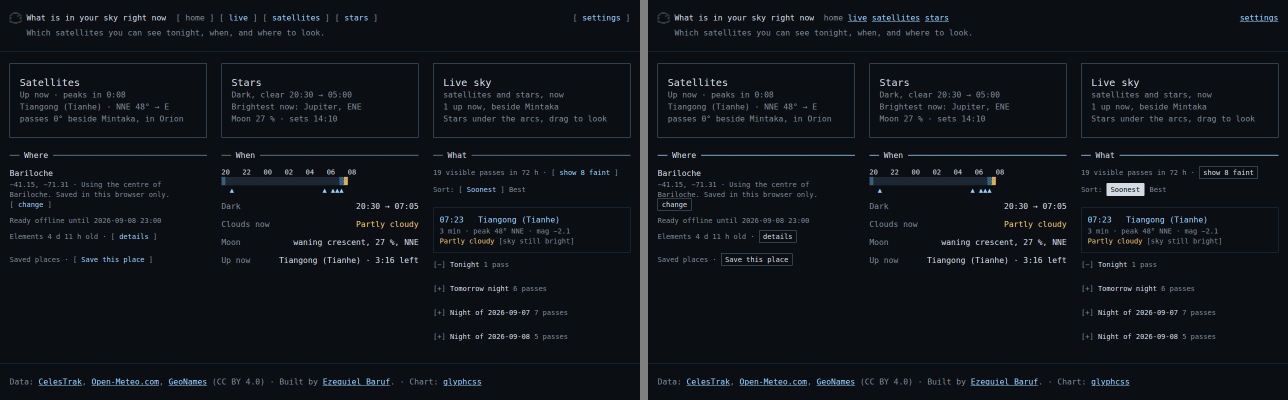 What is in your sky right now [ home ] [ live ] [ satellites ] [ stars ] [ settings ]
Which satellites you can see tonight, when, and where to look.
Satellites
Up now · peaks in 0:08
Tiangong (Tianhe) · NNE 48° → E
passes 0° beside Mintaka, in Orion
Stars
Dark, clear 20:30 → 05:00
Brightest now: Jupiter, ENE
Moon 27 % · sets 14:10
Live sky
satellites and stars, now
1 up now, beside Mintaka
Stars under the arcs, drag to look
Where
Bariloche
−41.15, −71.31 · Using the centre of
Bariloche. Saved in this browser only.
[ change ]
Ready offline until 2026-09-08 23:00
Elements 4 d 11 h old · [ details ]
Saved places · [ Save this place ]
When
20 22 00 02 04 06 08
Dark 20:30 → 07:05
Clouds now Partly cloudy
Moon waning crescent, 27 %, NNE
Up now Tiangong (Tianhe) · 3:16 left
What
19 visible passes in 72 h · [ show 8 faint ]
Sort: [ Soonest ] Best
07:23 Tiangong (Tianhe)
3 min · peak 48° NNE · mag −2.1
Partly cloudy [sky still bright]
[−] Tonight 1 pass
[+] Tomorrow night 6 passes
[+] Night of 2026-09-07 7 passes
[+] Night of 2026-09-08 5 passes
Data: CelesTrak, Open-Meteo.com, GeoNames (CC BY 4.0) · Built by Ezequiel Baruf. · Chart: glyphcss
What is in your sky right now home live satellites stars settings
Which satellites you can see tonight, when, and where to look.
Satellites
Up now · peaks in 0:08
Tiangong (Tianhe) · NNE 48° → E
passes 0° beside Mintaka, in Orion
Stars
Dark, clear 20:30 → 05:00
Brightest now: Jupiter, ENE
Moon 27 % · sets 14:10
Live sky
satellites and stars, now
1 up now, beside Mintaka
Stars under the arcs, drag to look
Where
Bariloche
−41.15, −71.31 · Using the centre of
Bariloche. Saved in this browser only.
change
Ready offline until 2026-09-08 23:00
Elements 4 d 11 h old · details
Saved places · Save this place
When
20 22 00 02 04 06 08
Dark 20:30 → 07:05
Clouds now Partly cloudy
Moon waning crescent, 27 %, NNE
Up now Tiangong (Tianhe) · 3:16 left
What
19 visible passes in 72 h · show 8 faint
Sort: Soonest Best
07:23 Tiangong (Tianhe)
3 min · peak 48° NNE · mag −2.1
Partly cloudy [sky still bright]
[−] Tonight 1 pass
[+] Tomorrow night 6 passes
[+] Night of 2026-09-07 7 passes
[+] Night of 2026-09-08 5 passes
Data: CelesTrak, Open-Meteo.com, GeoNames (CC BY 4.0) · Built by Ezequiel Baruf. · Chart: glyphcss